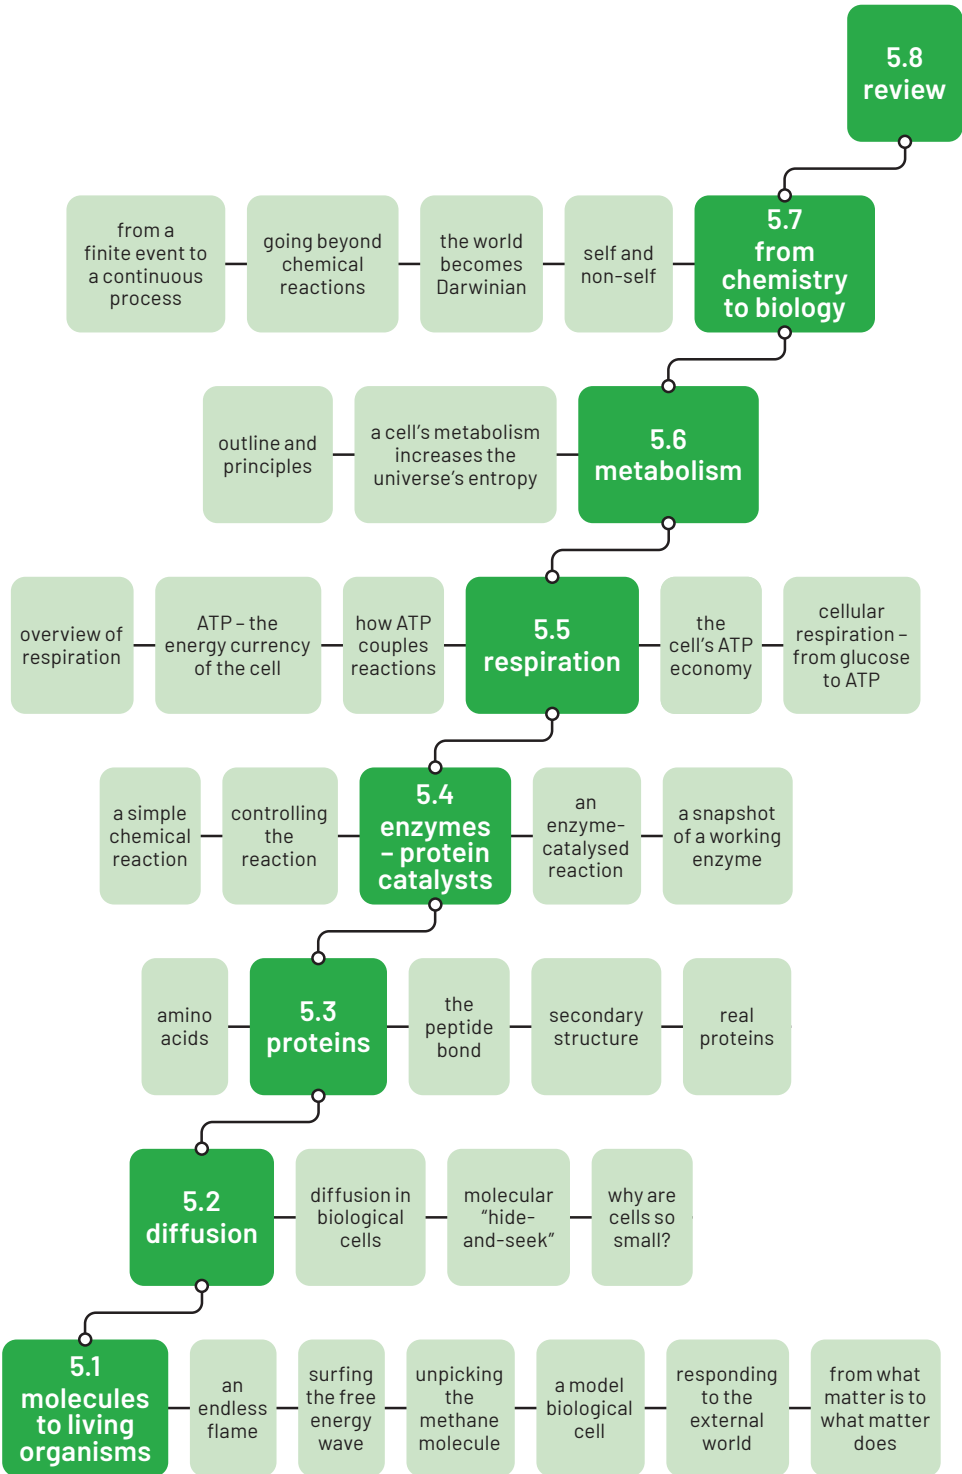 5.8
review
from a
finite event to
a continuous
process
going beyond
chemical
reactions
the world
becomes
Darwinian
self and
non-self
5.7
from
chemistry
to biology
outline and
principles
a cell's metabolism
increases the
universe's entropy
5.6
metabolism
overview of
respiration
ATP – the
energy currency
of the cell
how ATP
couples
reactions
5.5
respiration
the
cell's ATP
economy
cellular
respiration –
from glucose
to ATP
a simple
chemical
reaction
controlling
the
reaction
5.4
enzymes
– protein
catalysts
an
enzyme-
catalysed
reaction
a snapshot
of a working
enzyme
amino
acids
5.3
proteins
the
peptide
bond
secondary
structure
real
proteins
5.2
diffusion
diffusion in
biological
cells
molecular
“hide-
and-seek”
why are
cells so
small?
5.1
molecules
to living
organisms
an
endless
flame
surfing
the free
energy
wave
unpicking
the
methane
molecule
a model
biological
cell
responding
to the
external
world
from what
matter is to
what matter
does